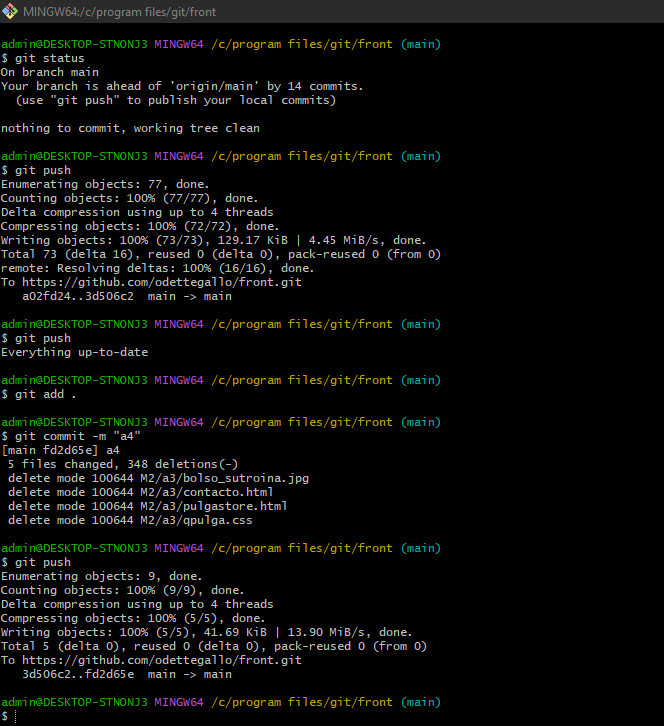 MINGW64:/c/program files/git/front
admin@DESKTOP-STNONJ3 MINGW64 /c/program files/git/front (main)
$ git status
On branch main
Your branch is ahead of 'origin/main' by 14 commits.
  (use "git push" to publish your local commits)
nothing to commit, working tree clean
admin@DESKTOP-STNONJ3 MINGW64 /c/program files/git/front (main)
$ git push
Enumerating objects: 77, done.
Counting objects: 100% (77/77), done.
Delta compression using up to 4 threads
Compressing objects: 100% (72/72), done.
Writing objects: 100% (73/73), 129.17 KiB | 4.45 MiB/s, done.
Total 73 (delta 16), reused 0 (delta 0), pack-reused 0 (from 0)
remote: Resolving deltas: 100% (16/16), done.
To https://github.com/odettegallo/front.git
   a02fd24..3d506c2  main -> main
admin@DESKTOP-STNONJ3 MINGW64 /c/program files/git/front (main)
$ git push
Everything up-to-date
admin@DESKTOP-STNONJ3 MINGW64 /c/program files/git/front (main)
$ git add .
admin@DESKTOP-STNONJ3 MINGW64 /c/program files/git/front (main)
$ git commit -m "a4"
[main fd2d65e] a4
 5 files changed, 348 deletions(-)
 delete mode 100644 M2/a3/bolso_sutroina.jpg
 delete mode 100644 M2/a3/contacto.html
 delete mode 100644 M2/a3/pulgastore.html
 delete mode 100644 M2/a3/qpulga.css
admin@DESKTOP-STNONJ3 MINGW64 /c/program files/git/front (main)
$ git push
Enumerating objects: 9, done.
Counting objects: 100% (9/9), done.
Delta compression using up to 4 threads
Compressing objects: 100% (5/5), done.
Writing objects: 100% (5/5), 41.69 KiB | 13.90 MiB/s, done.
Total 5 (delta 0), reused 0 (delta 0), pack-reused 0 (from 0)
To https://github.com/odettegallo/front.git
   3d506c2..fd2d65e  main -> main
admin@DESKTOP-STNONJ3 MINGW64 /c/program files/git/front (main)
$